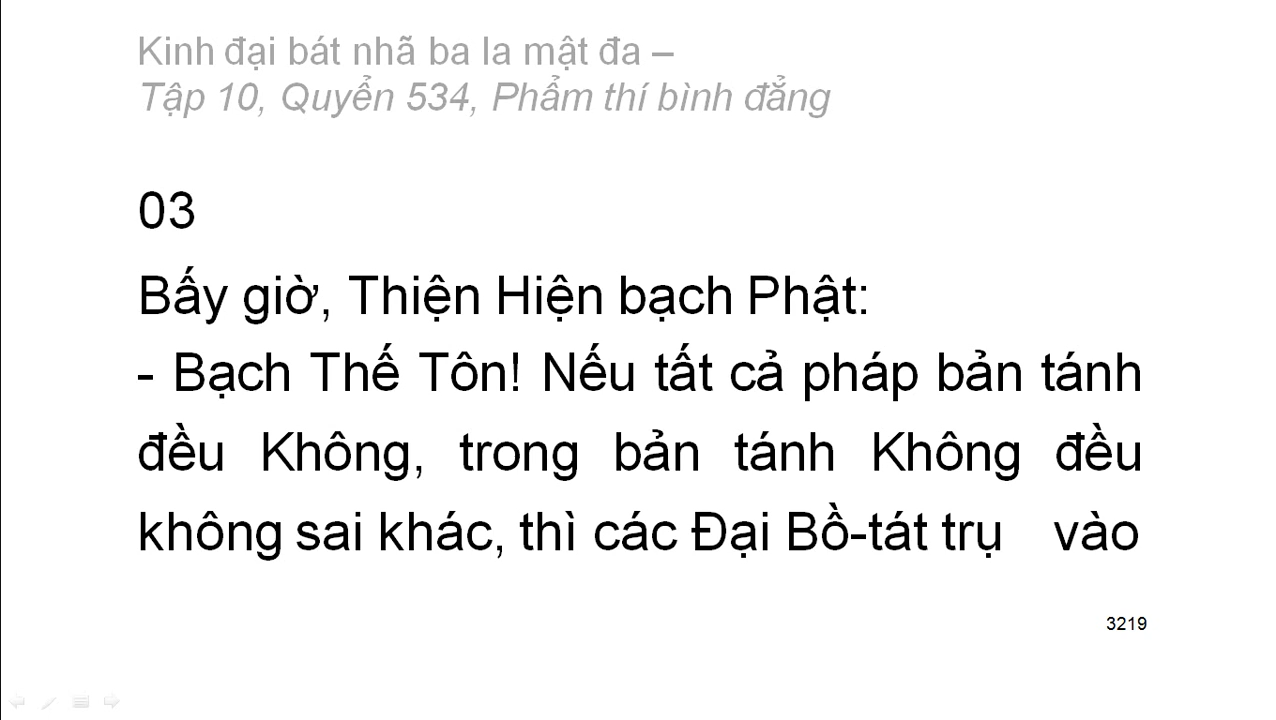 Kinh đại bát nhã ba la mật đa –
Tập 10, Quyển 534, Phẩm thí bình đẳng
03
Bấy giờ, Thiện Hiện bạch Phật:
- Bạch Thế Tôn! Nếu tất cả pháp bản tánh
đều Không, trong bản tánh Không đều
không sai khác, thì các Đại Bồ-tát trụ vào
3219